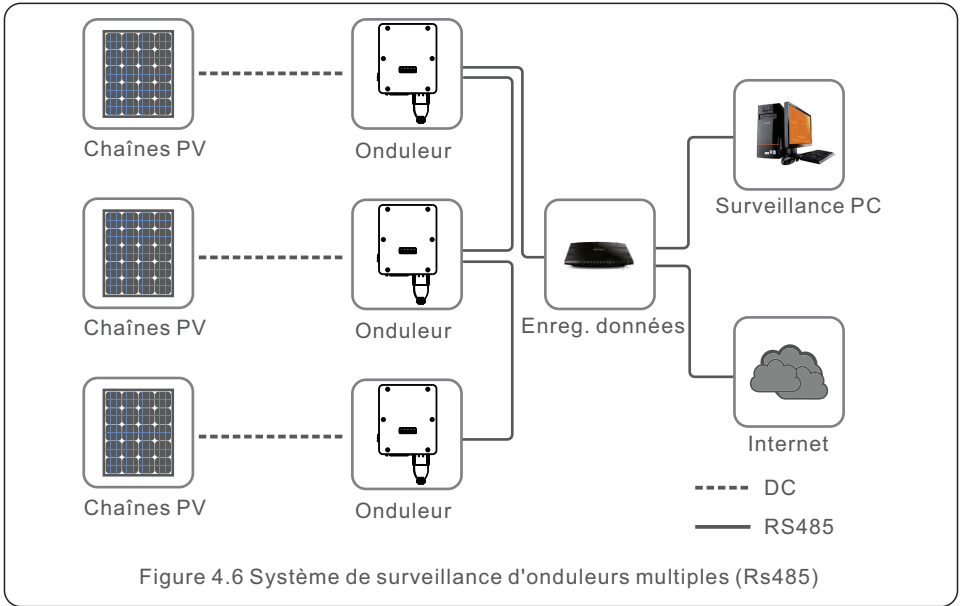 Chaînes PV
Onduleur
Chaînes PV
Onduleur
Chaînes PV
Onduleur
Enreg. données
Surveillance PC
Internet
DC
RS485
Figure 4.6 Système de surveillance d'onduleurs multiples (Rs485)